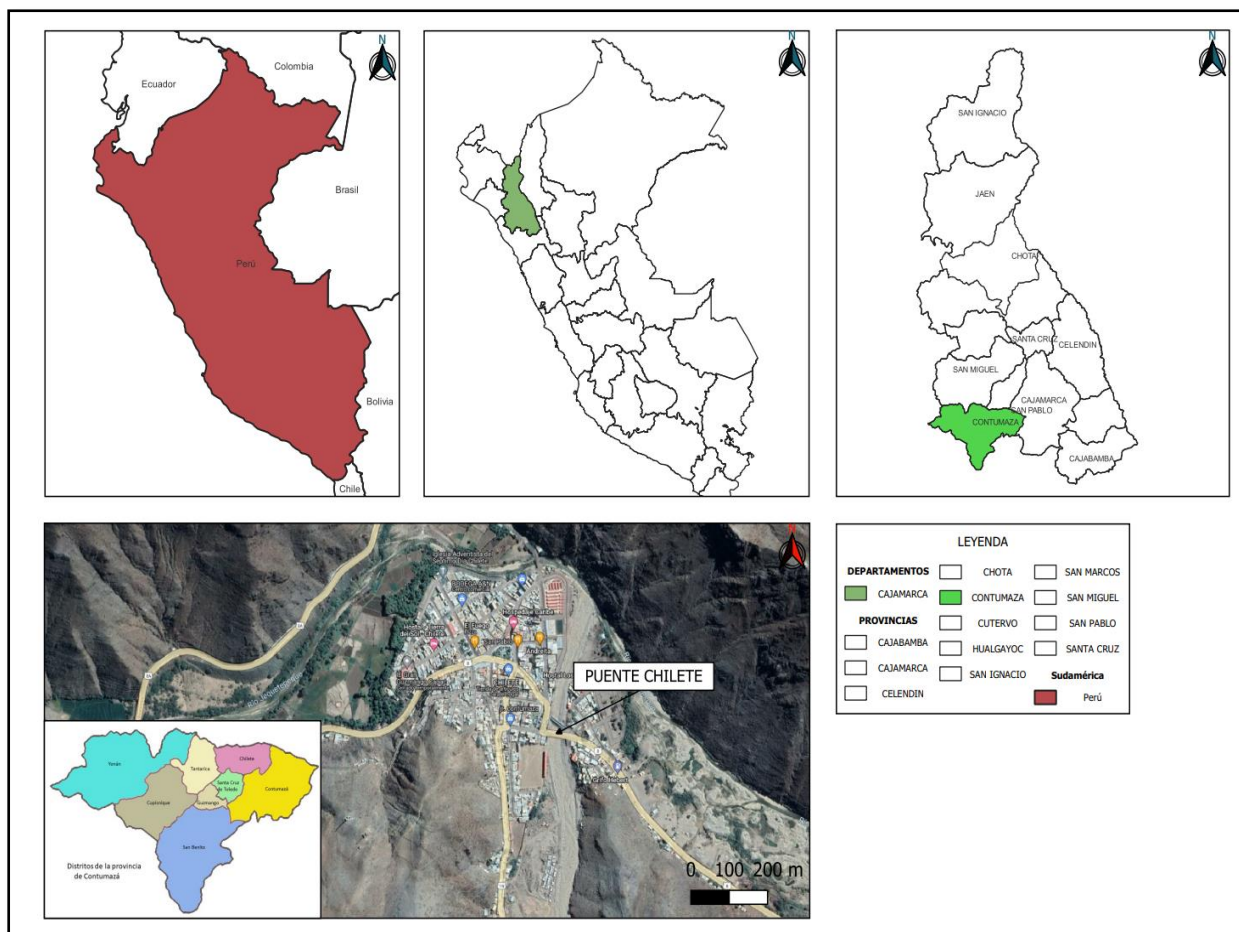 N
Colombia
Ecuador
Brasil
Perú
Bolivia
Chile
N
N
SAN IGNACIO
JAEN
CHOTA
SANTA CRUZ
CELENDIN
SAN MIGUEL
CAJAMARCA
SAN PABLO
CONTUMAZA
CAJABAMBA
N
Iglesia Adventista del
PUENTE CHILETE
0 100 200 m
Yonán
Tantarica
Chilete
Santa Cruz
de Toledo
Contumazá
Cupisnique
Guzmango
San Benito
Distritos de la provincia
de Contumazá
LEYENDA
DEPARTAMENTOS
CAJAMARCA
PROVINCIAS
CAJABAMBA
CAJAMARCA
CELENDIN
CHOTA
CONTUMAZA
CUTERVO
HUALGAYOC
SAN IGNACIO
SAN MARCOS
SAN MIGUEL
SAN PABLO
SANTA CRUZ
Sudamérica
Perú